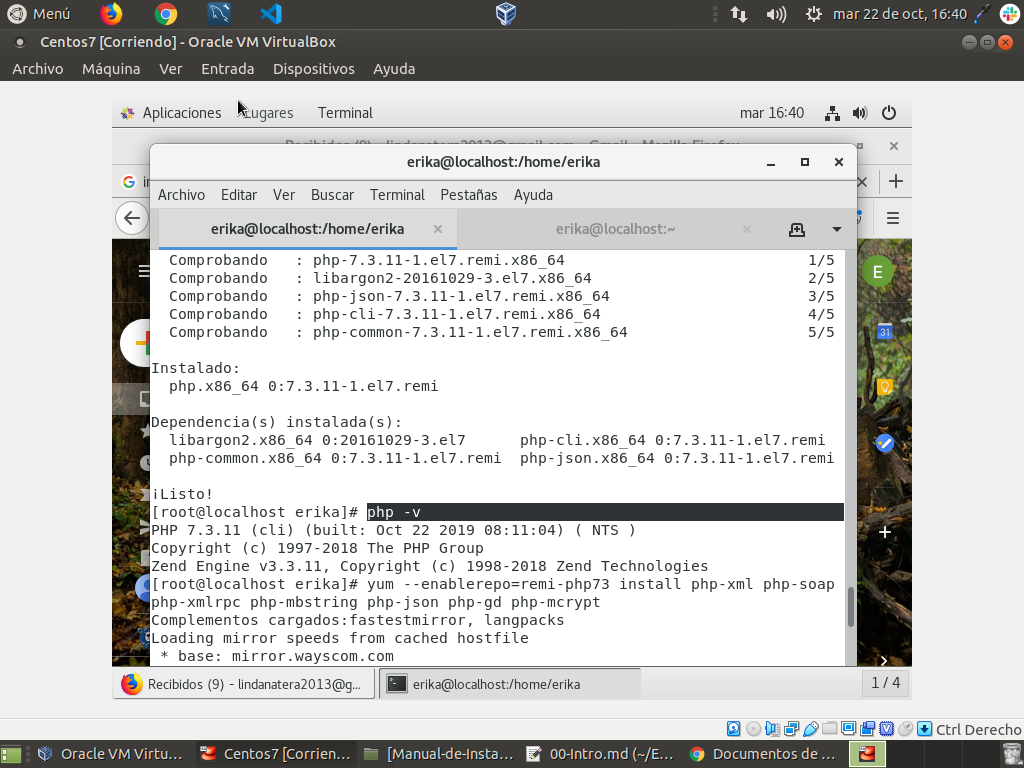 Menú
mar 22 de oct, 16:40
Centos7 [Corriendo] - Oracle VM VirtualBox
Archivo Máquina Ver Entrada Dispositivos Ayuda
Aplicaciones Lugares Terminal mar 16:40
erika@localhost:/home/erika
Archivo Editar Ver Buscar Terminal Pestañas Ayuda
erika@localhost:/home/erika erika@localhost:~
E
31
Comprobando : php-7.3.11-1.el7.remi.x86_64 1/5
Comprobando : libargon2-20161029-3.el7.x86_64 2/5
Comprobando : php-json-7.3.11-1.el7.remi.x86_64 3/5
Comprobando : php-cli-7.3.11-1.el7.remi.x86_64 4/5
Comprobando : php-common-7.3.11-1.el7.remi.x86_64 5/5
Instalado:
php.x86_64 0:7.3.11-1.el7.remi
Dependencia(s) instalada(s):
libargon2.x86_64 0:20161029-3.el7 php-cli.x86_64 0:7.3.11-1.el7.remi
php-common.x86_64 0:7.3.11-1.el7.remi php-json.x86_64 0:7.3.11-1.el7.remi
¡Listo!
[root@localhost erika]# php -v
PHP 7.3.11 (cli) (built: Oct 22 2019 08:11:04) ( NTS )
Copyright (c) 1997-2018 The PHP Group
Zend Engine v3.3.11, Copyright (c) 1998-2018 Zend Technologies
[root@localhost erika]# yum --enablerepo=remi-php73 install php-xml php-soap
php-xmlrpc php-mbstring php-json php-gd php-mcrypt
Complementos cargados:fastestmirror, langpacks
Loading mirror speeds from cached hostfile
* base: mirror.wayscom.com
Recibidos (9) - lindanatera2013@g... erika@localhost:/home/erika 1 / 4
Ctrl Derecho
Oracle VM Virtu... Centos7 [Corrien... [Manual-de-Insta... 00-Intro.md (~/E... Documentos de ...